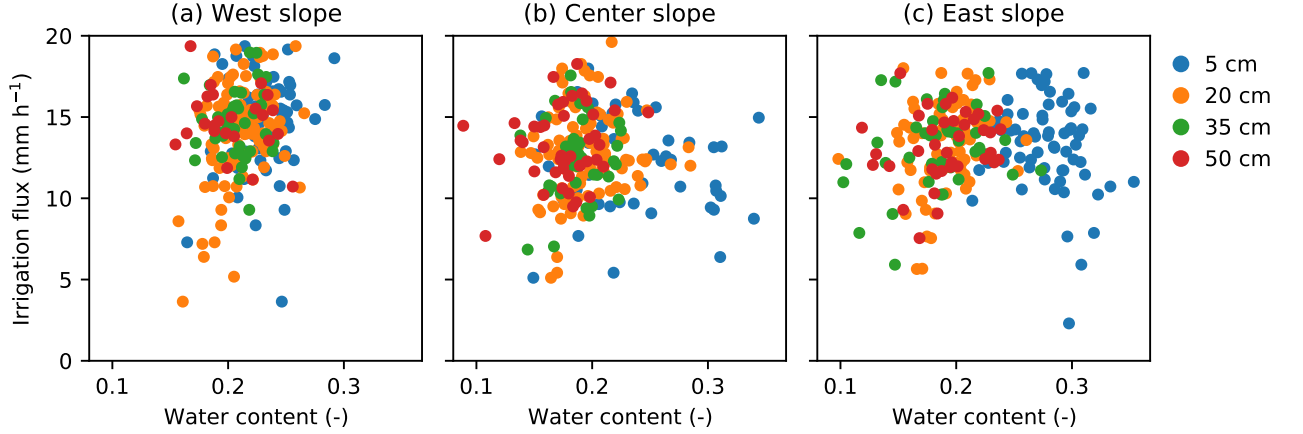 (a) West slope
(b) Center slope
(c) East slope
Irrigation flux (mm h⁻¹)
20
15
10
5
0
0.1 0.2 0.3
0.1 0.2 0.3
0.1 0.2 0.3
Water content (-)
Water content (-)
Water content (-)
5 cm
20 cm
35 cm
50 cm